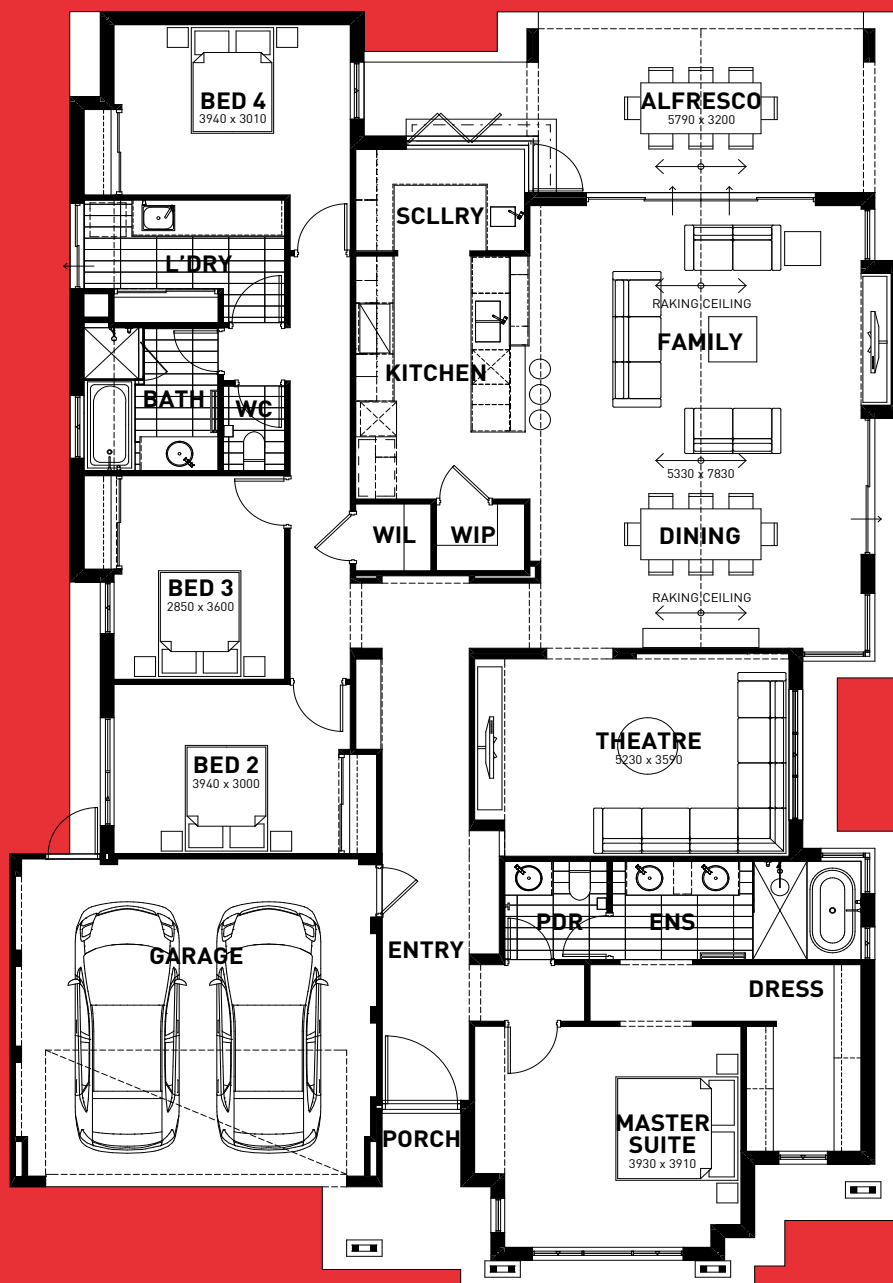 BED 4
3940 x 3010
ALFRESCO
5790 x 3200
SCLLRY
L'DRY
RAKING CEILING
FAMILY
KITCHEN
BATH
WC
5330 x 7830
WIL
WIP
DINING
BED 3
2850 x 3600
RAKING CEILING
THEATRE
5230 x 3590
BED 2
3940 x 3000
PDR
ENS
GARAGE
ENTRY
DRESS
PORCH
MASTER
SUITE
3930 x 3910